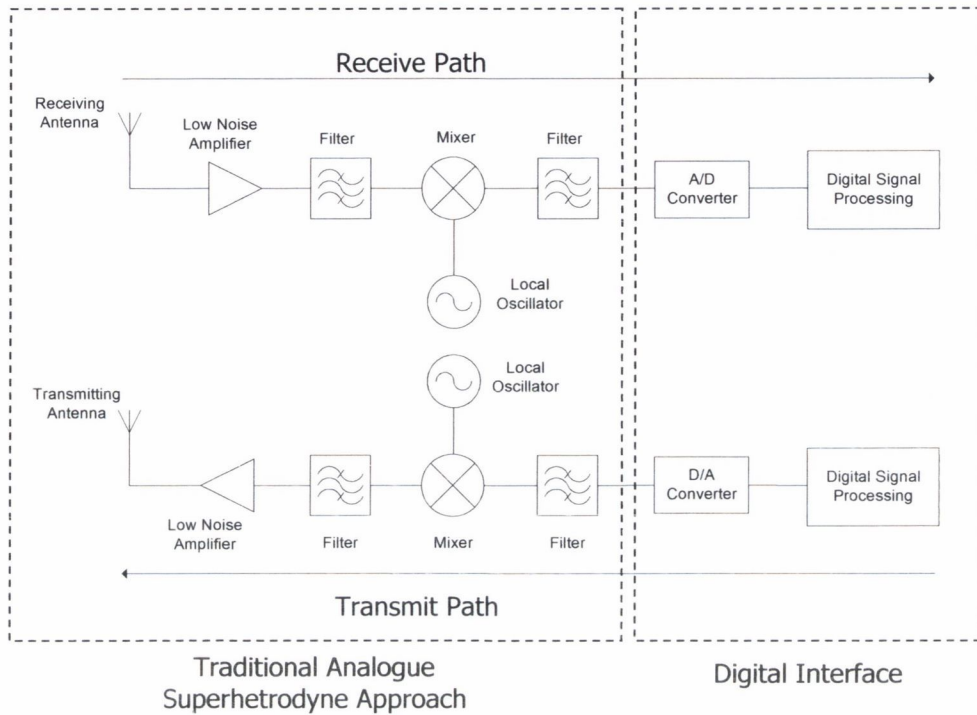 Receive Path
Receiving
Antenna
Low Noise
Amplifier
Filter
Mixer
Filter
A/D
Converter
Digital Signal
Processing
Local
Oscillator
Local
Oscillator
Transmitting
Antenna
D/A
Converter
Digital Signal
Processing
Low Noise
Amplifier
Filter
Mixer
Filter
Transmit Path
Traditional Analogue
Superhetrodyne Approach
Digital Interface